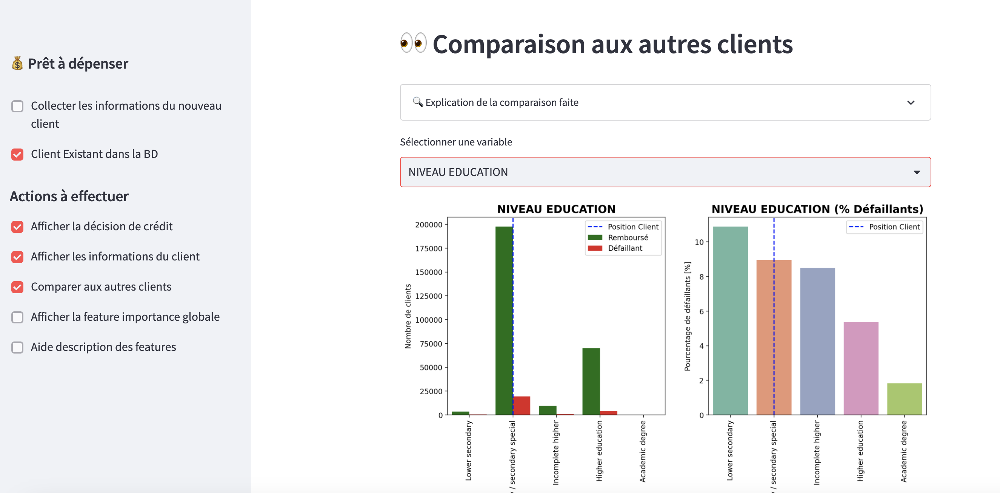 Prêt à dépenser
Collecter les informations du nouveau
client
Client Existant dans la BD
Actions à effectuer
Afficher la décision de crédit
Afficher les informations du client
Comparer aux autres clients
Afficher la feature importance globale
Aide description des features
Comparaison aux autres clients
Explication de la comparaison faite
Sélectionner une variable
NIVEAU EDUCATION
NIVEAU EDUCATION
200000
175000
150000
125000
100000
75000
50000
25000
0
Nombre de clients
Position Client
Remboursé
Défaillant
Lower secondary
/ secondary special
Incomplete higher
Higher education
Academic degree
NIVEAU EDUCATION (% Défaillants)
10
8
6
4
2
0
Pourcentage de défaillants [%]
Position Client
Lower secondary
/ secondary special
Incomplete higher
Higher education
Academic degree